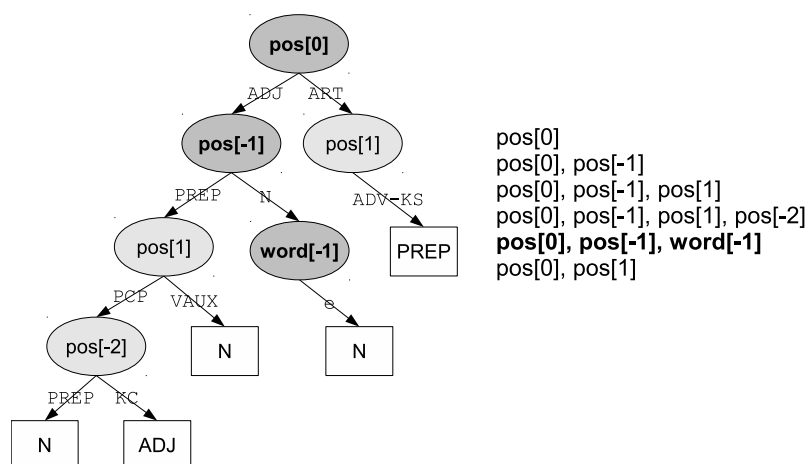 pos[0]
ADJ ART
pos[-1] pos[1]
PREP N ADV-KS
pos[1] word[-1] PREP
PCP VAUX e
pos[-2] N N
PREP KC
N ADJ
pos[0]
pos[0], pos[-1]
pos[0], pos[-1], pos[1]
pos[0], pos[-1], pos[1], pos[-2]
pos[0], pos[-1], word[-1]
pos[0], pos[1]